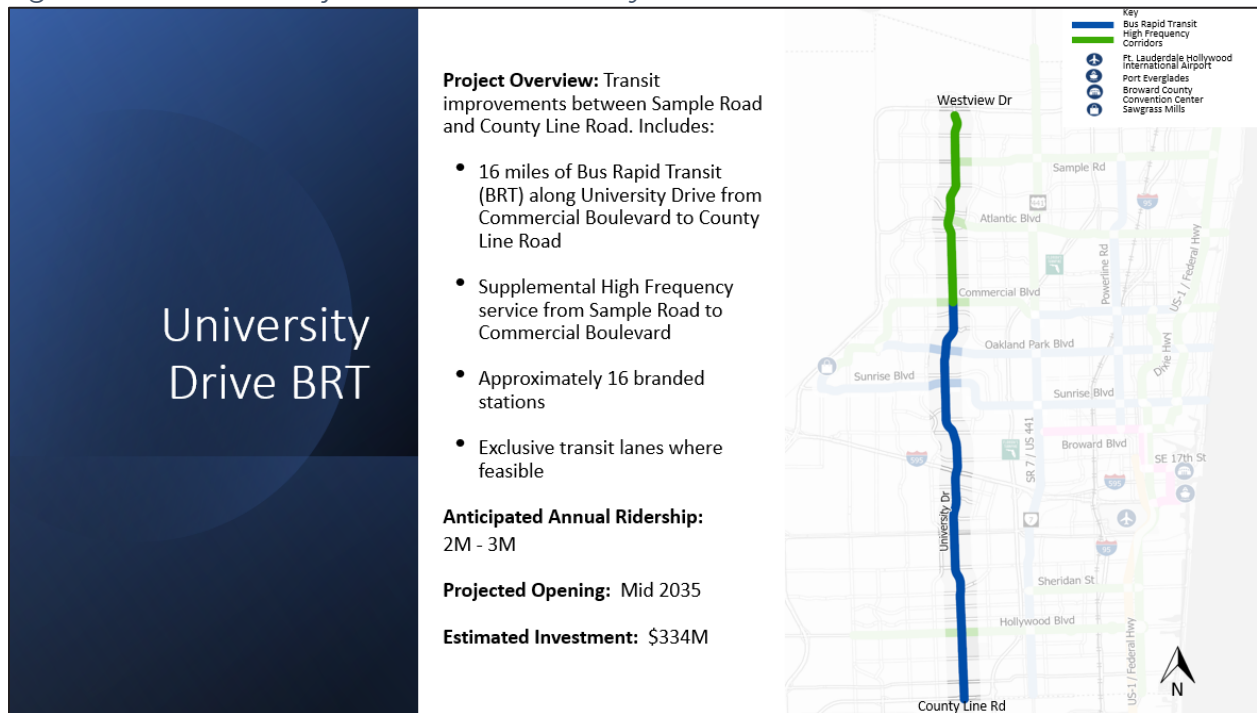 University
Drive BRT
Project Overview: Transit
improvements between Sample Road
and County Line Road. Includes:
• 16 miles of Bus Rapid Transit
(BRT) along University Drive from
Commercial Boulevard to County
Line Road
• Supplemental High Frequency
service from Sample Road to
Commercial Boulevard
• Approximately 16 branded
stations
• Exclusive transit lanes where
feasible
Anticipated Annual Ridership:
2M - 3M
Projected Opening: Mid 2035
Estimated Investment: $334M
Key
Bus Rapid Transit
High Frequency
Corridors
Ft. Lauderdale Hollywood
International Airport
Port Everglades
Broward County
Convention Center
Sawgrass Mills
Westview Dr
Sample Rd
441
95
Atlantic Blvd
Powerline Rd
US-1 / Federal Hwy
Commercial Blvd
Oakland Park Blvd
Dixie Hwy
Sunrise Blvd
Sunrise Blvd
SR 7 / US 441
Broward Blvd
SE 17th St
595
595
University Dr
7
95
Sheridan St
Hollywood Blvd
US-1 / Federal Hwy
County Line Rd
N